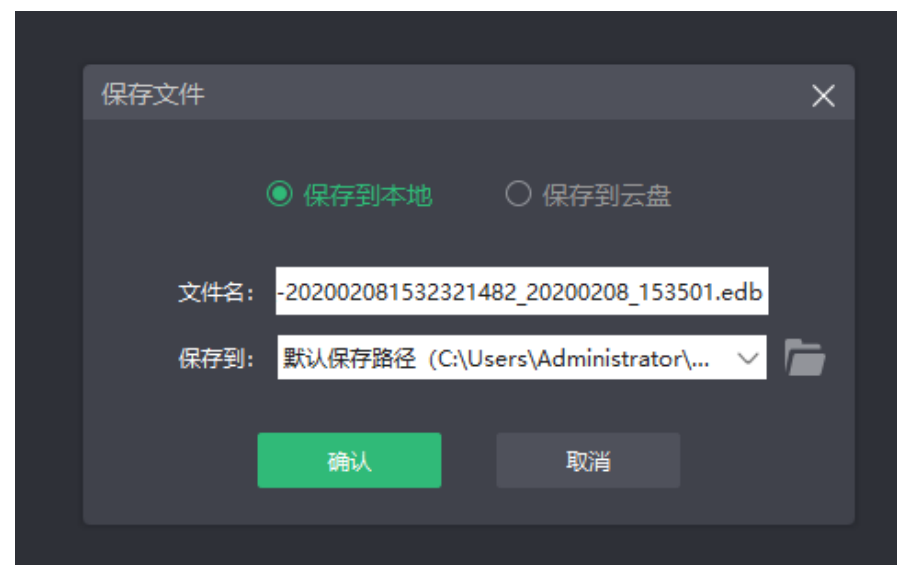 保存文件
保存到本地 保存到云盘
文件名: -202002081532321482_20200208_153501.edb
保存到: 默认保存路径（C:\Users\Administrator\...
确认 取消